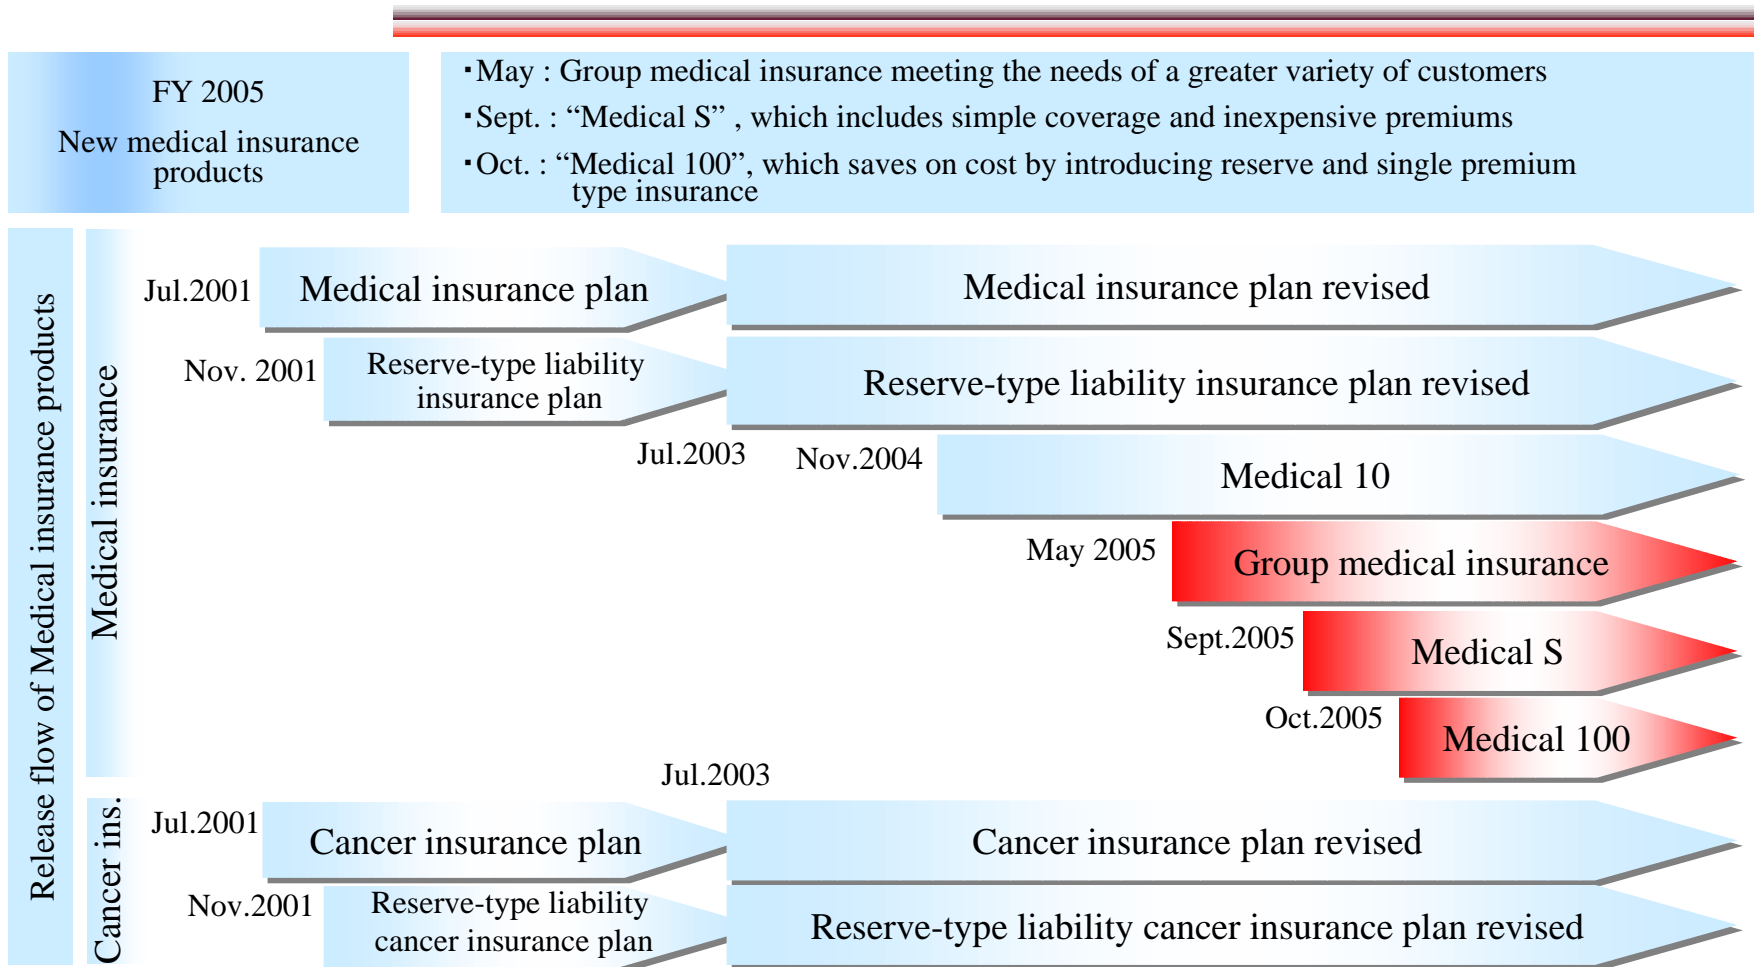 FY 2005
New medical insurance
products
・May : Group medical insurance meeting the needs of a greater variety of customers
・Sept. : “Medical S” , which includes simple coverage and inexpensive premiums
・Oct. : “Medical 100”, which saves on cost by introducing reserve and single premium
type insurance
Release flow of Medical insurance products
Medical insurance
Jul.2001
Medical insurance plan
Medical insurance plan revised
Nov. 2001
Reserve-type liability
insurance plan
Reserve-type liability insurance plan revised
Jul.2003
Nov.2004
Medical 10
May 2005
Group medical insurance
Sept.2005
Medical S
Oct.2005
Medical 100
Jul.2003
Cancer ins.
Jul.2001
Cancer insurance plan
Cancer insurance plan revised
Nov.2001
Reserve-type liability
cancer insurance plan
Reserve-type liability cancer insurance plan revised